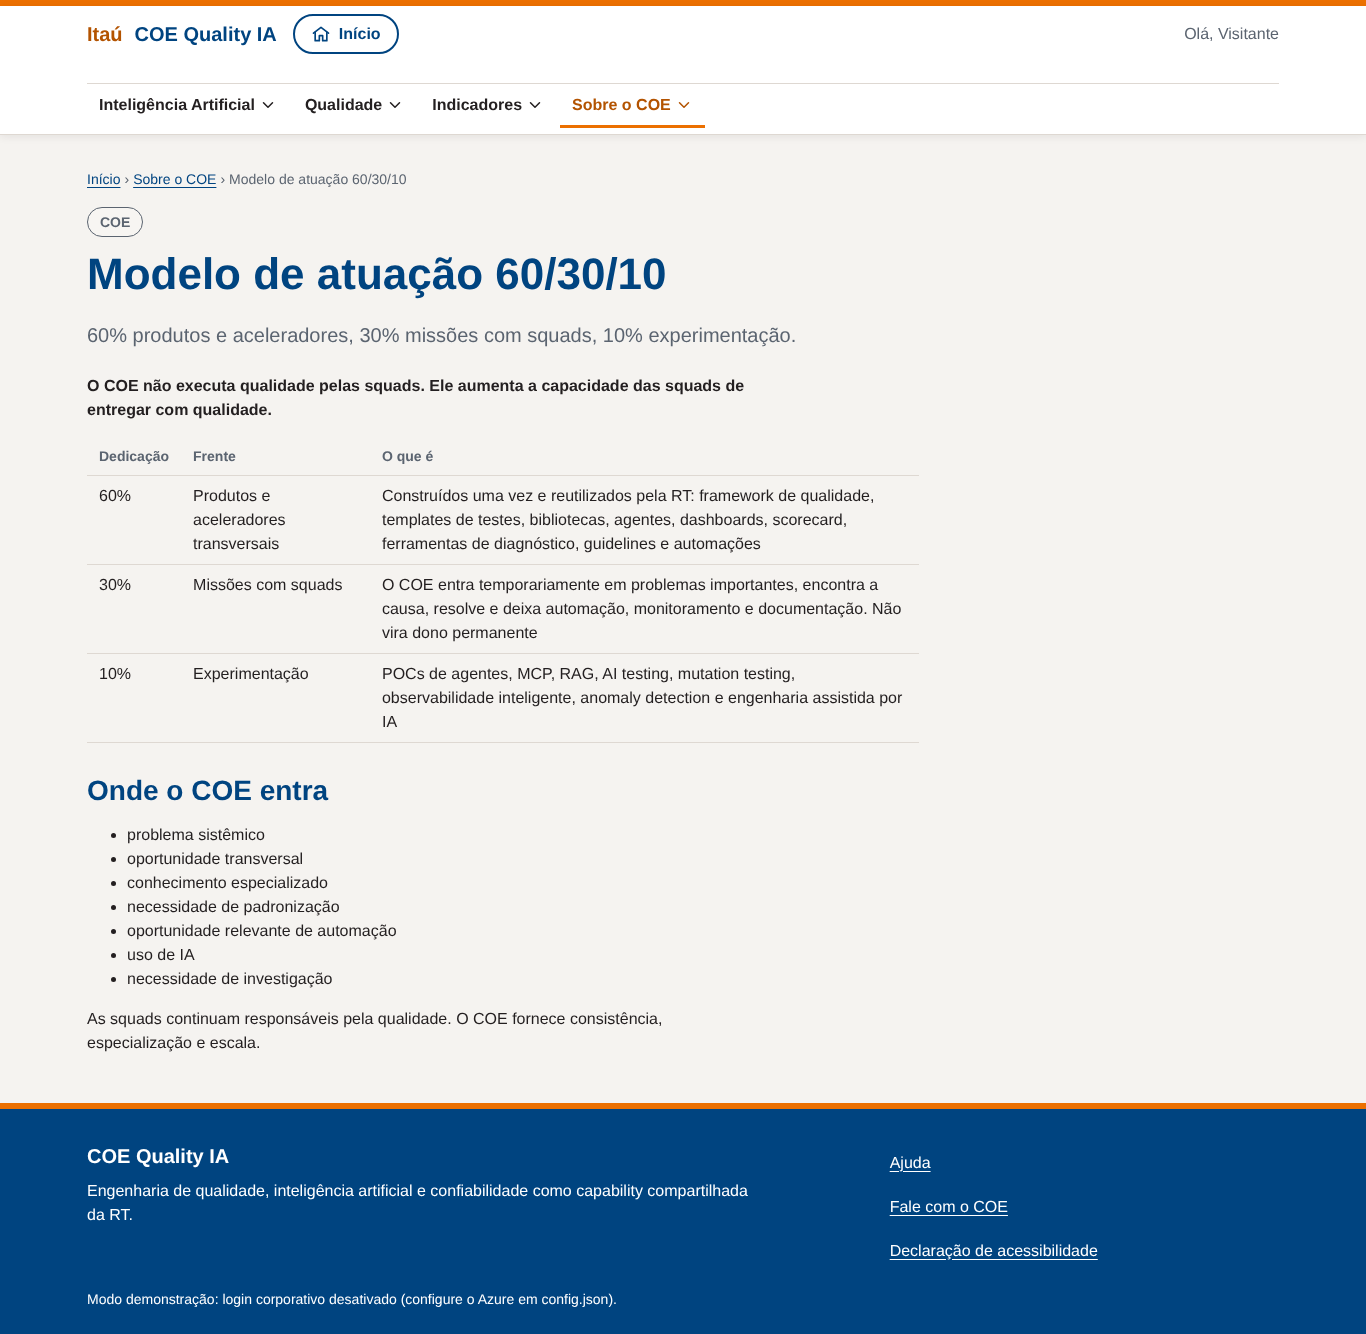 Itaú COE Quality IA Início Olá, Visitante
Inteligência Artificial Qualidade Indicadores Sobre o COE
Início › Sobre o COE › Modelo de atuação 60/30/10
COE
Modelo de atuação 60/30/10
60% produtos e aceleradores, 30% missões com squads, 10% experimentação.
O COE não executa qualidade pelas squads. Ele aumenta a capacidade das squads de
entregar com qualidade.
Dedicação Frente O que é
60% Produtos e aceleradores transversais Construídos uma vez e reutilizados pela RT: framework de qualidade,
templates de testes, bibliotecas, agentes, dashboards, scorecard,
ferramentas de diagnóstico, guidelines e automações
30% Missões com squads O COE entra temporariamente em problemas importantes, encontra a
causa, resolve e deixa automação, monitoramento e documentação. Não
vira dono permanente
10% Experimentação POCs de agentes, MCP, RAG, AI testing, mutation testing,
observabilidade inteligente, anomaly detection e engenharia assistida por
IA
Onde o COE entra
• problema sistêmico
• oportunidade transversal
• conhecimento especializado
• necessidade de padronização
• oportunidade relevante de automação
• uso de IA
• necessidade de investigação
As squads continuam responsáveis pela qualidade. O COE fornece consistência,
especialização e escala.
COE Quality IA
Engenharia de qualidade, inteligência artificial e confiabilidade como capability compartilhada
da RT.
Ajuda
Fale com o COE
Declaração de acessibilidade
Modo demonstração: login corporativo desativado (configure o Azure em config.json).